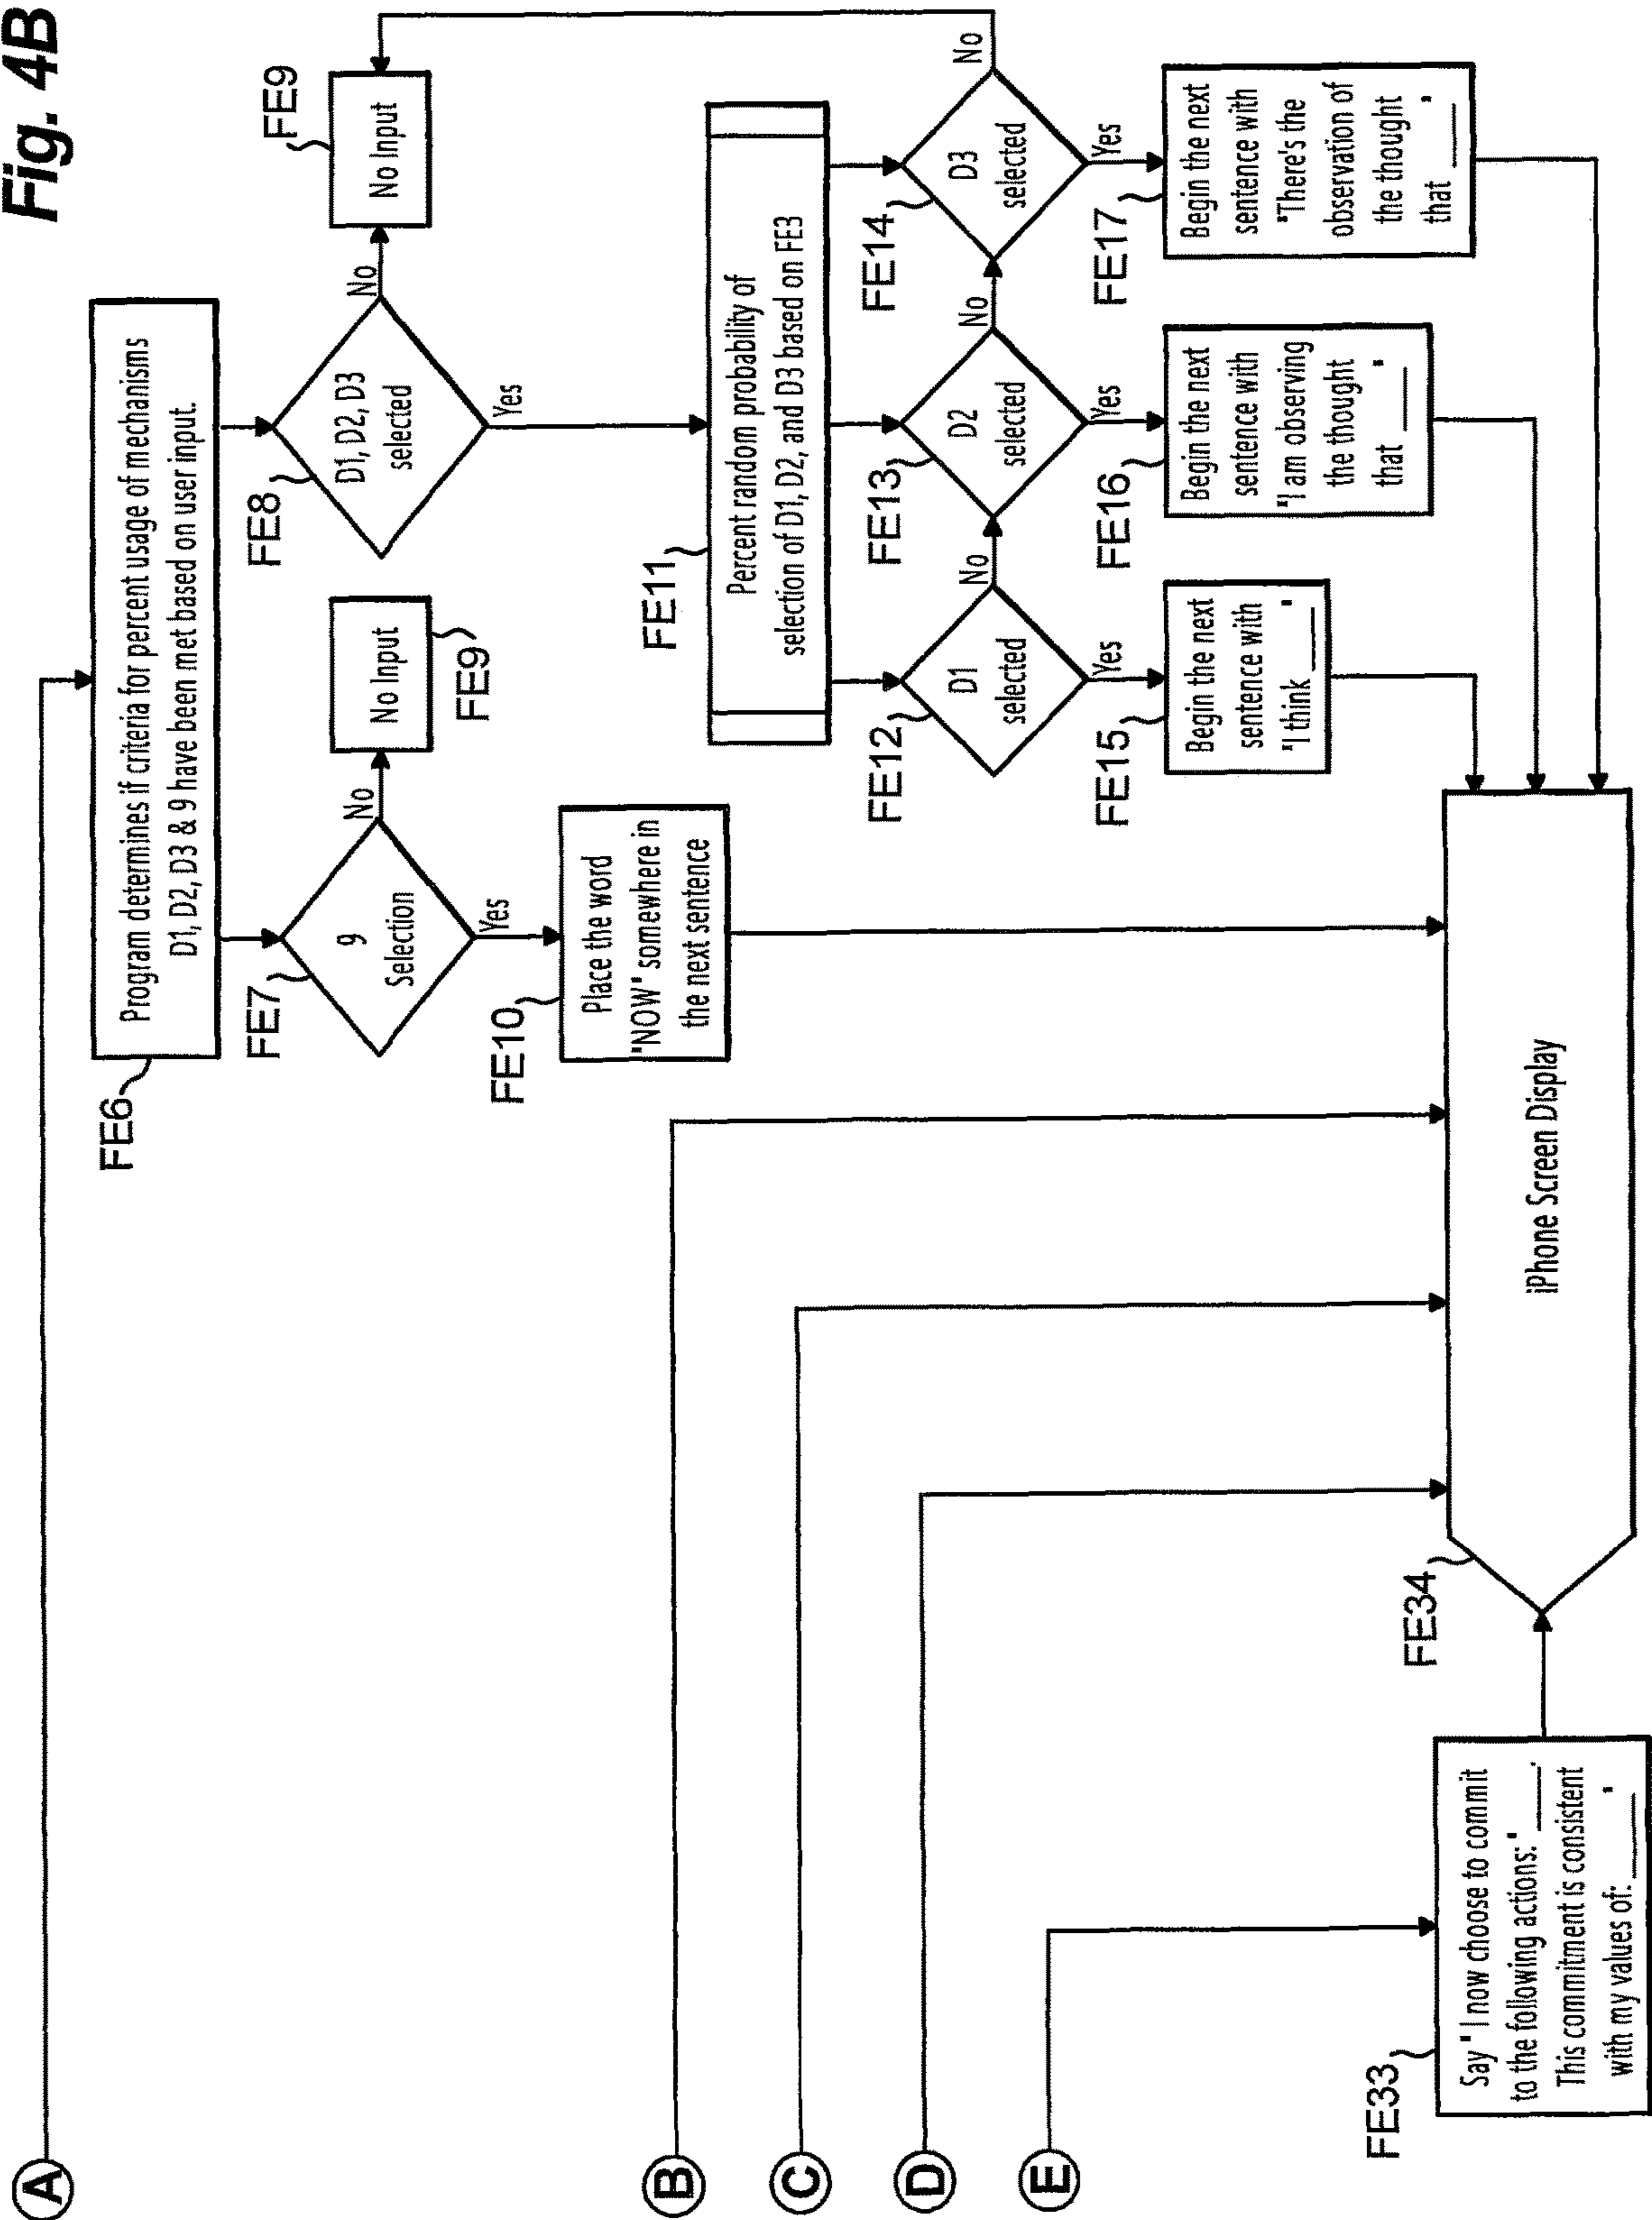 Fig. 4B
A
FE6
Program determines if criteria for percent usage of mechanisms
D1, D2, D3 & 9 have been met based on user input.
FE7
9
Selection
No
Yes
No Input
FE9
FE8
D1, D2, D3
selected
No
Yes
No Input
FE9
FE10
Place the word
"NOW" somewhere in
the next sentence
FE11
Percent random probability of
selection of D1, D2, and D3 based on FE3
FE12
D1
selected
No
Yes
FE13
D2
selected
No
Yes
FE14
D3
selected
No
Yes
FE15
Begin the next
sentence with
"I think ____"
FE16
Begin the next
sentence with
"I am observing
the thought
that ____"
FE17
Begin the next
sentence with
"There's the
observation of
the thought
that ____"
B
C
D
E
FE34
iPhone Screen Display
FE33
Say "I now choose to commit
to the following actions:"____.
This commitment is consistent
with my values of: ____"